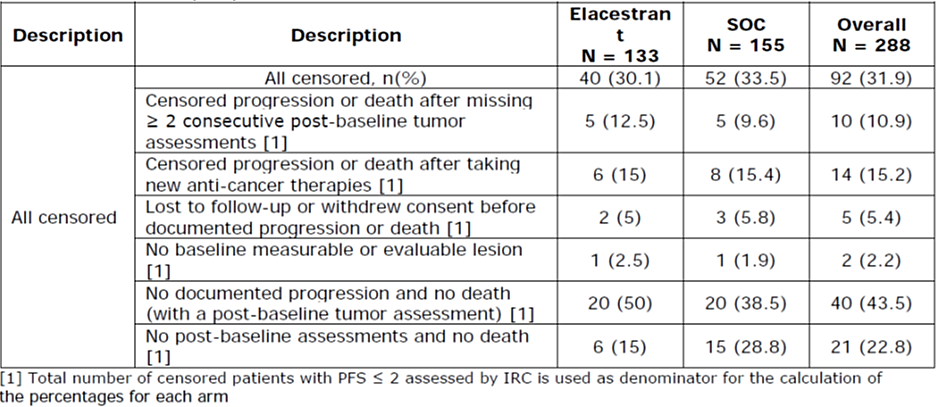 Description Description Elacestran
t
N = 133 SOC
N = 155 Overall
N = 288
All censored
All censored, n(%) 40 (30.1) 52 (33.5) 92 (31.9)
Censored progression or death after missing
≥ 2 consecutive post-baseline tumor
assessments [1] 5 (12.5) 5 (9.6) 10 (10.9)
Censored progression or death after taking
new anti-cancer therapies [1] 6 (15) 8 (15.4) 14 (15.2)
Lost to follow-up or withdrew consent before
documented progression or death [1] 2 (5) 3 (5.8) 5 (5.4)
No baseline measurable or evaluable lesion
[1] 1 (2.5) 1 (1.9) 2 (2.2)
No documented progression and no death
(with a post-baseline tumor assessment) [1] 20 (50) 20 (38.5) 40 (43.5)
No post-baseline assessments and no death
[1] 6 (15) 15 (28.8) 21 (22.8)
[1] Total number of censored patients with PFS ≤ 2 assessed by IRC is used as denominator for the calculation of
the percentages for each arm